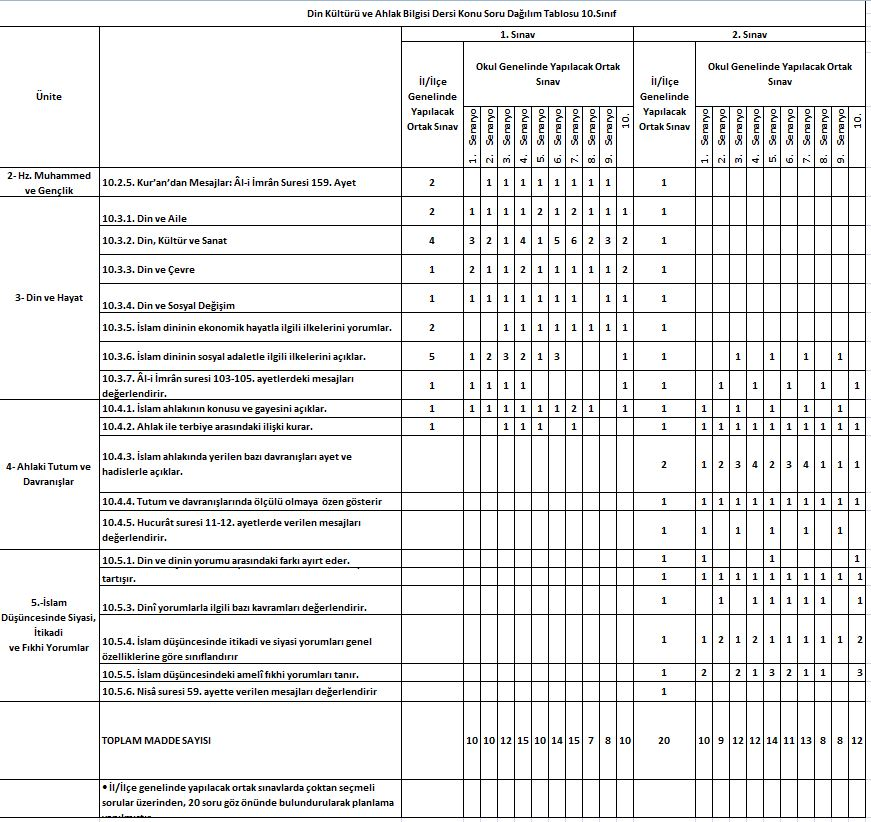 Din Kültürü ve Ahlak Bilgisi Dersi Konu Soru Dağılım Tablosu 10.Sınıf
1. Sınav 2. Sınav
Ünite
İl/İlçe
Genelinde
Yapılacak
Ortak Sınav
Okul Genelinde Yapılacak Ortak
Sınav
1. Senaryo
2. Senaryo
3. Senaryo
4. Senaryo
5. Senaryo
6. Senaryo
7. Senaryo
8. Senaryo
9. Senaryo
10.
İl/İlçe
Genelinde
Yapılacak
Ortak Sınav
Okul Genelinde Yapılacak Ortak
Sınav
1. Senaryo
2. Senaryo
3. Senaryo
4. Senaryo
5. Senaryo
6. Senaryo
7. Senaryo
8. Senaryo
9. Senaryo
10.
2- Hz. Muhammed
ve Gençlik
10.2.5. Kur'an'dan Mesajlar: Âl-i İmrân Suresi 159. Ayet 2 1 1 1 1 1 1 1 1 1
3- Din ve Hayat
10.3.1. Din ve Aile 2 1 1 1 1 2 1 2 1 1 1 1
10.3.2. Din, Kültür ve Sanat 4 3 2 1 4 1 5 6 2 3 2 1
10.3.3. Din ve Çevre 1 2 1 1 2 1 1 1 1 1 2 1
10.3.4. Din ve Sosyal Değişim 1 1 1 1 1 1 1 1 1 1 1
10.3.5. İslam dininin ekonomik hayatla ilgili ilkelerini yorumlar. 2 1 1 1 1 1 1 1 1 1
10.3.6. İslam dininin sosyal adaletle ilgili ilkelerini açıklar. 5 1 2 3 2 1 3 1 1 1 1 1 1
10.3.7. Âl-i İmrân suresi 103-105. ayetlerdeki mesajları
değerlendirir. 1 1 1 1 1 1 1 1 1 1 1 1
4- Ahlaki Tutum ve
Davranışlar
10.4.1. İslam ahlakının konusu ve gayesini açıklar. 1 1 1 1 1 1 1 2 1 1 1 1 1 1 1 1
10.4.2. Ahlak ile terbiye arasındaki ilişki kurar. 1 1 1 1 1 1 1 1 1 1 1 1 1 1 1 1
10.4.3. İslam ahlakında yerilen bazı davranışları ayet ve
hadislerle açıklar. 2 1 2 3 4 2 3 4 1 1 1
10.4.4. Tutum ve davranışlarında ölçülü olmaya özen gösterir 1 1 1 1 1 1 1 1 1 1 1
10.4.5. Hucurât suresi 11-12. ayetlerde verilen mesajları
değerlendirir. 1 1 1 1 1 1
5.-İslam
Düşüncesinde Siyasi,
İtikadi
ve Fıkhi Yorumlar
10.5.1. Din ve dinin yorumu arasındaki farkı ayırt eder. 1 1 1 1
tartışır. 1 1 1 1 1 1 1 1 1 1 1
10.5.3. Dinî yorumlarla ilgili bazı kavramları değerlendirir. 1 1 1 1 1 1 1 1
10.5.4. İslam düşüncesinde itikadi ve siyasi yorumları genel
özelliklerine göre sınıflandırır 1 1 2 1 2 1 1 1 1 1 2
10.5.5. İslam düşüncesindeki amelî fıkhi yorumları tanır. 1 2 2 1 3 2 1 1 3
10.5.6. Nisâ suresi 59. ayette verilen mesajları değerlendirir 1
TOPLAM MADDE SAYISI 10 10 12 15 10 14 15 7 8 10 20 10 9 12 12 14 11 13 8 8 12
• İl/İlçe genelinde yapılacak ortak sınavlarda çoktan seçmeli
sorular üzerinden, 20 soru göz önünde bulundurularak planlama